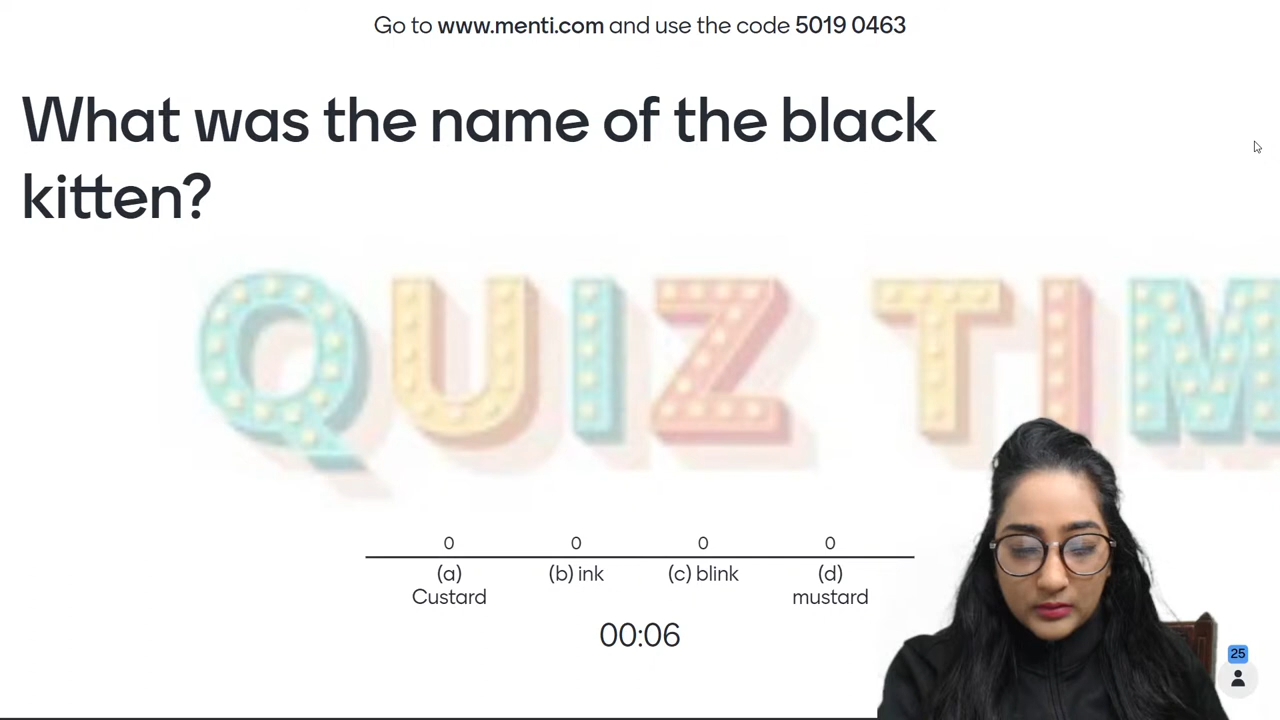 Go to www.menti.com and use the code 5019 0463
What was the name of the black
kitten?
QUIZ TIM
0 0 0 0
(a) (b) ink (c) blink (d)
Custard mustard
00:06
25